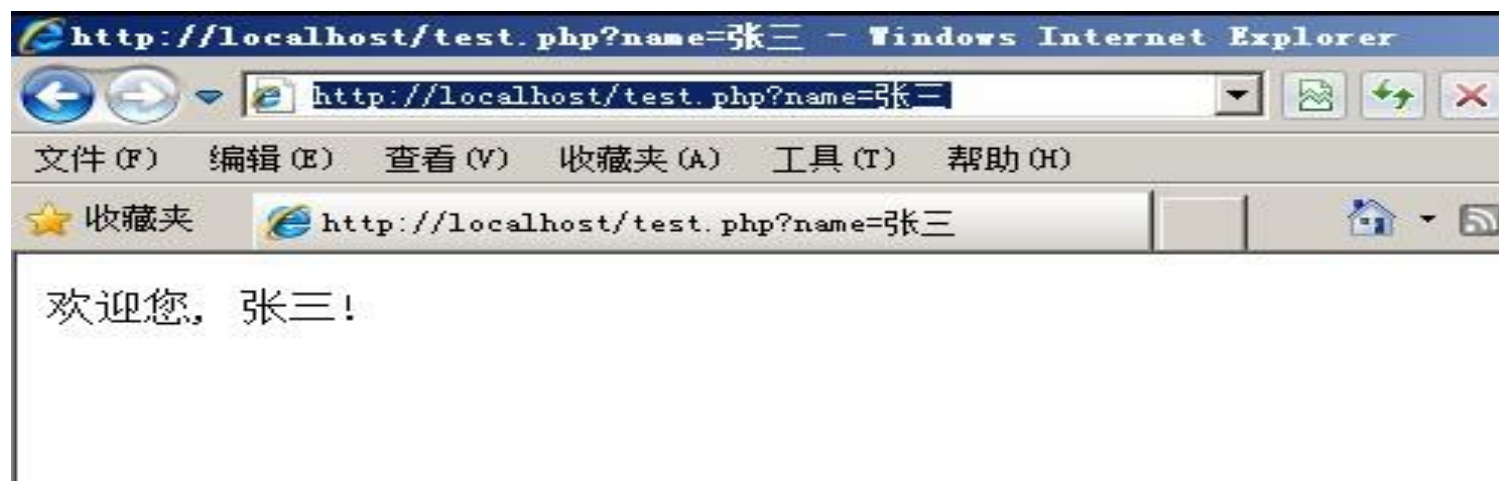 http://localhost/test.php?name=张三 - Windows Internet Explorer
http://localhost/test.php?name=张三
文件(F) 编辑(E) 查看(V) 收藏夹(A) 工具(T) 帮助(H)
收藏夹 http://localhost/test.php?name=张三
欢迎您, 张三!